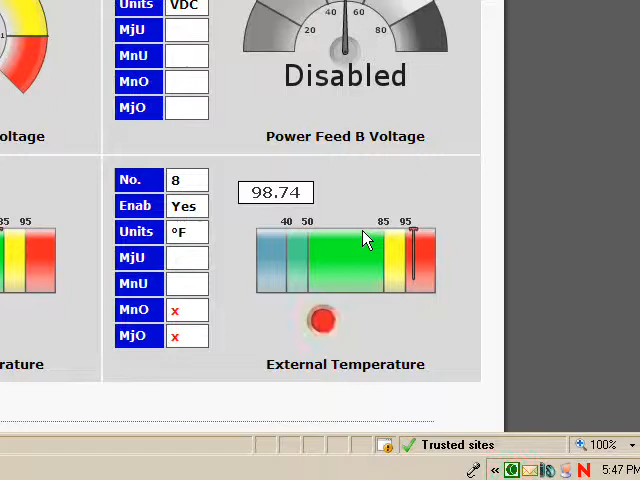 Units VDC
MjU
MnU
MnO
MjO
20 40 60 80
Disabled
oltage
Power Feed B Voltage
No. 8
Enab Yes
Units °F
MjU
MnU
MnO x
MjO x
98.74
85 95
40 50 85 95
rature
External Temperature
Trusted sites
100%
«
5:47 PM